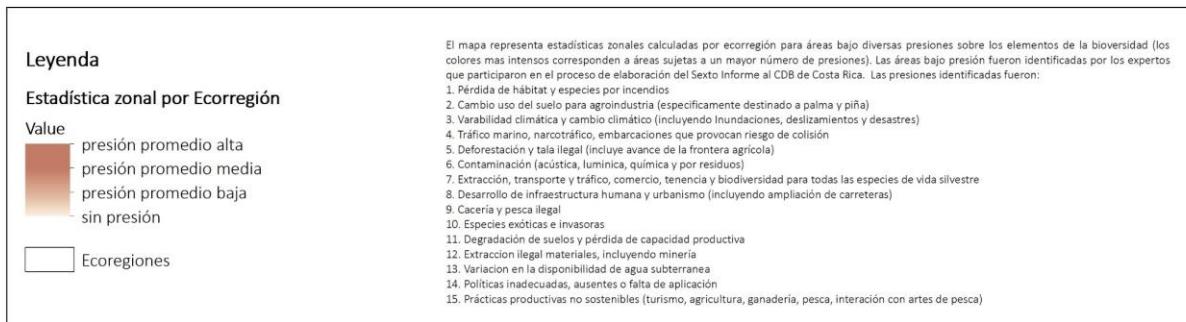 Leyenda
Estadística zonal por Ecorregión
Value
presión promedio alta
presión promedio media
presión promedio baja
sin presión
Ecoregiones
El mapa representa estadísticas zonales calculadas por ecorregión para áreas bajo diversas presiones sobre los elementos de la bioversidad (los
colores mas intensos corresponden a áreas sujetas a un mayor número de presiones). Las áreas bajo presión fueron identificadas por los expertos
que participaron en el proceso de elaboración del Sexto Informe al CDB de Costa Rica. Las presiones identificadas fueron:
1. Pérdida de hábitat y especies por incendios
2. Cambio uso del suelo para agroindustria (especificamente destinado a palma y piña)
3. Varabilidad climática y cambio climático (incluyendo Inundaciones, deslizamientos y desastres)
4. Tráfico marino, narcotráfico, embarcaciones que provocan riesgo de colisión
5. Deforestación y tala ilegal (incluye avance de la frontera agrícola)
6. Contaminación (acústica, luminica, química y por residuos)
7. Extracción, transporte y tráfico, comercio, tenencia y biodiversidad para todas las especies de vida silvestre
8. Desarrollo de infraestructura humana y urbanismo (incluyendo ampliación de carreteras)
9. Cacería y pesca ilegal
10. Especies exóticas e invasoras
11. Degradación de suelos y pérdida de capacidad productiva
12. Extraccion ilegal materiales, incluyendo minería
13. Variacion en la disponibilidad de agua subterranea
14. Políticas inadecuadas, ausentes o falta de aplicación
15. Prácticas productivas no sostenibles (turismo, agricultura, ganadería, pesca, interación con artes de pesca)